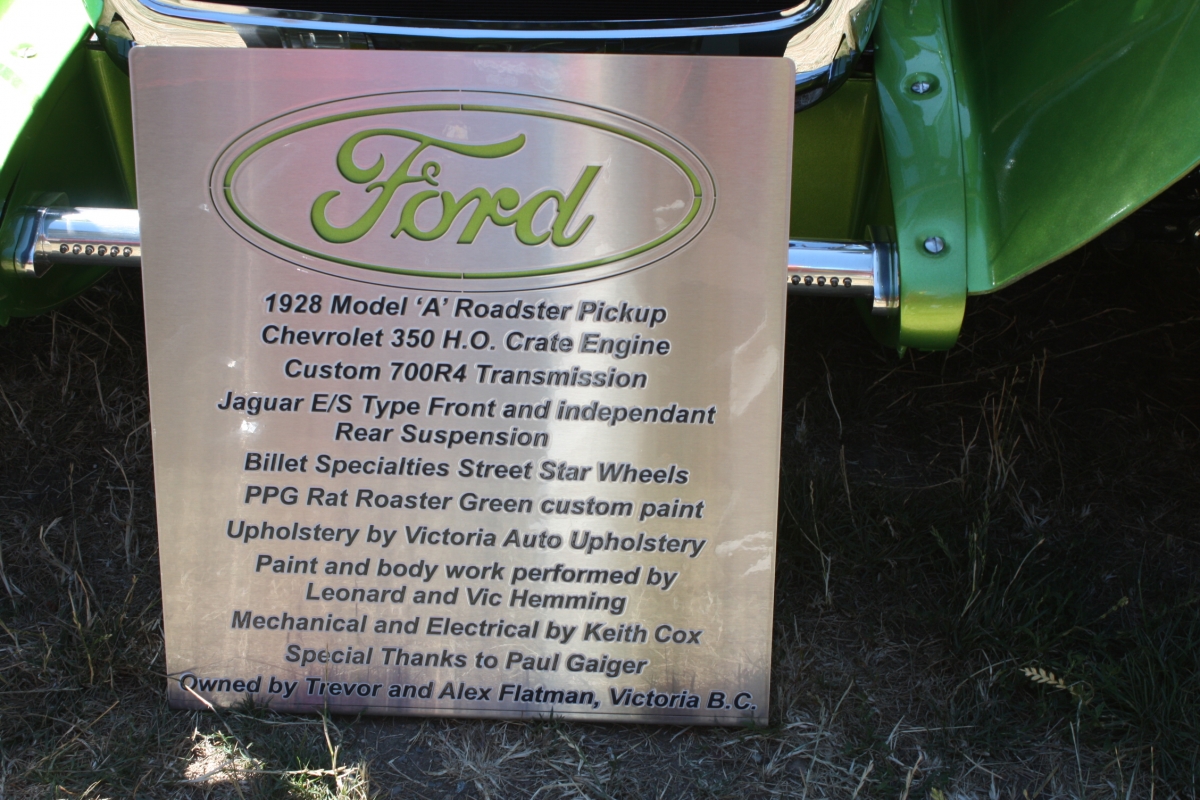 Ford
1928 Model ‘A’ Roadster Pickup
Chevrolet 350 H.O. Crate Engine
Custom 700R4 Transmission
Jaguar E/S Type Front and independant
Rear Suspension
Billet Specialties Street Star Wheels
PPG Rat Roaster Green custom paint
Upholstery by Victoria Auto Upholstery
Paint and body work performed by
Leonard and Vic Hemming
Mechanical and Electrical by Keith Cox
Special Thanks to Paul Gaiger
Owned by Trevor and Alex Flatman, Victoria B.C.